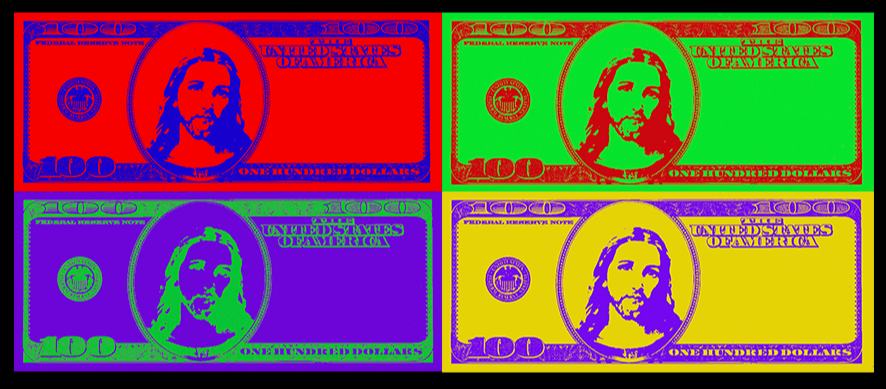 100 100
FEDERAL RESERVE NOTE
THE
UNITED STATES
OF AMERICA
100
ONE HUNDRED DOLLARS
100 100
FEDERAL RESERVE NOTE
THE
UNITED STATES
OF AMERICA
100
ONE HUNDRED DOLLARS
100 100
FEDERAL RESERVE NOTE
THE
UNITED STATES
OF AMERICA
100
ONE HUNDRED DOLLARS
100 100
FEDERAL RESERVE NOTE
THE
UNITED STATES
OF AMERICA
100
ONE HUNDRED DOLLARS